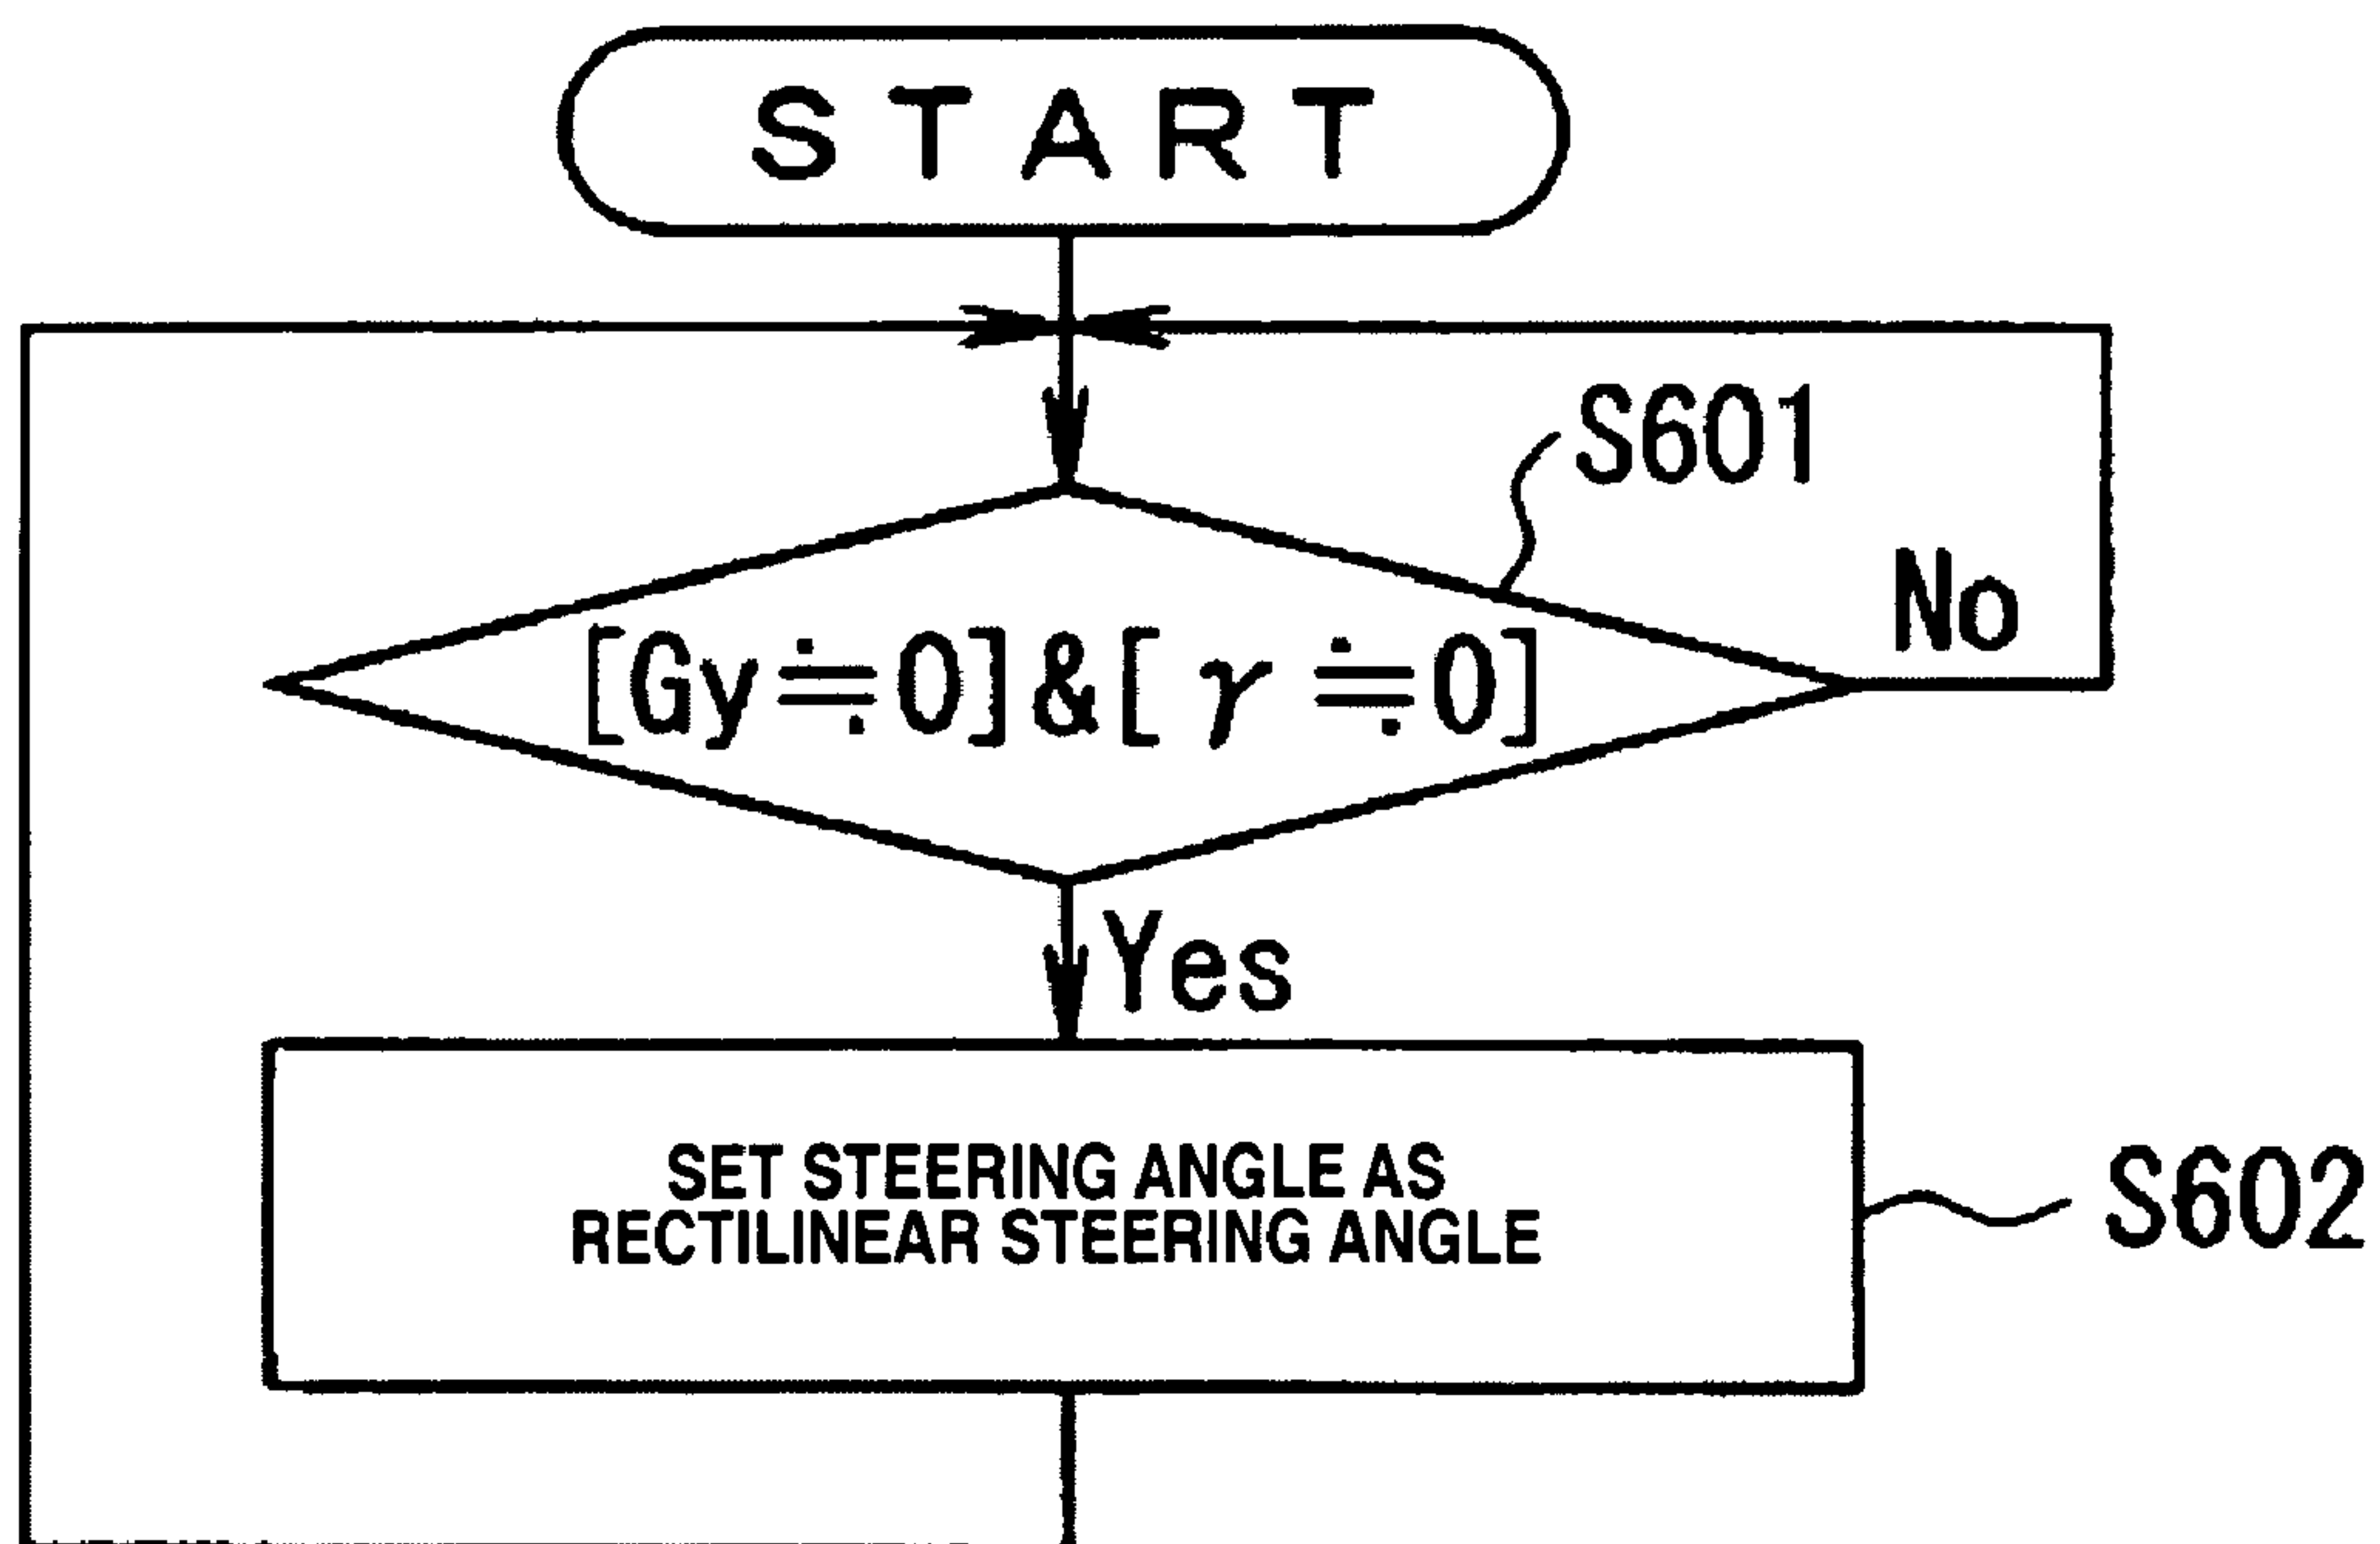 START
S601
No
[Gy≒0]&[γ≒0]
Yes
SET STEERING ANGLE AS
RECTILINEAR STEERING ANGLE
S602